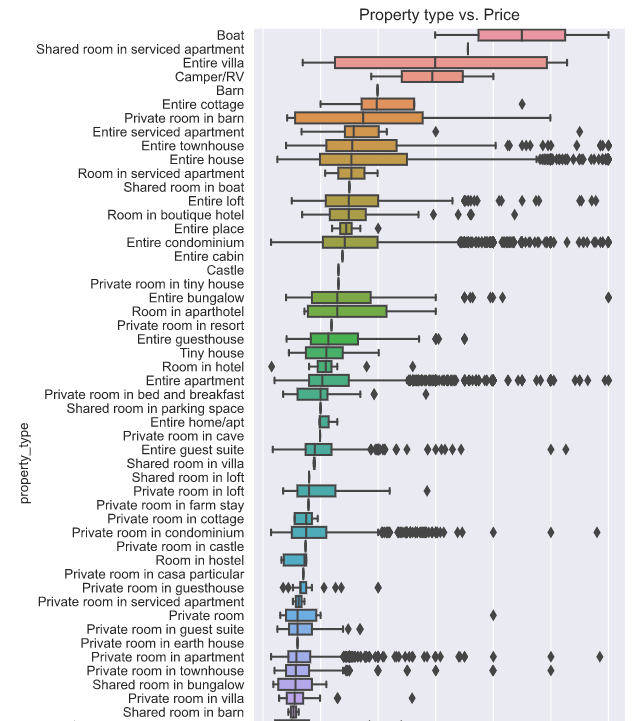 Property type vs. Price
Boat
Shared room in serviced apartment
Entire villa
Camper/RV
Barn
Entire cottage
Private room in barn
Entire serviced apartment
Entire townhouse
Entire house
Room in serviced apartment
Shared room in boat
Entire loft
Room in boutique hotel
Entire place
Entire condominium
Entire cabin
Castle
Private room in tiny house
Entire bungalow
Room in aparthotel
Private room in resort
Entire guesthouse
Tiny house
Room in hotel
Entire apartment
Private room in bed and breakfast
Shared room in parking space
Entire home/apt
Private room in cave
Entire guest suite
Shared room in villa
Shared room in loft
Private room in loft
Private room in farm stay
Private room in cottage
Private room in condominium
Private room in castle
Room in hostel
Private room in casa particular
Private room in guesthouse
Private room in serviced apartment
Private room
Private room in guest suite
Private room in earth house
Private room in apartment
Private room in townhouse
Shared room in bungalow
Private room in villa
Shared room in barn
property_type